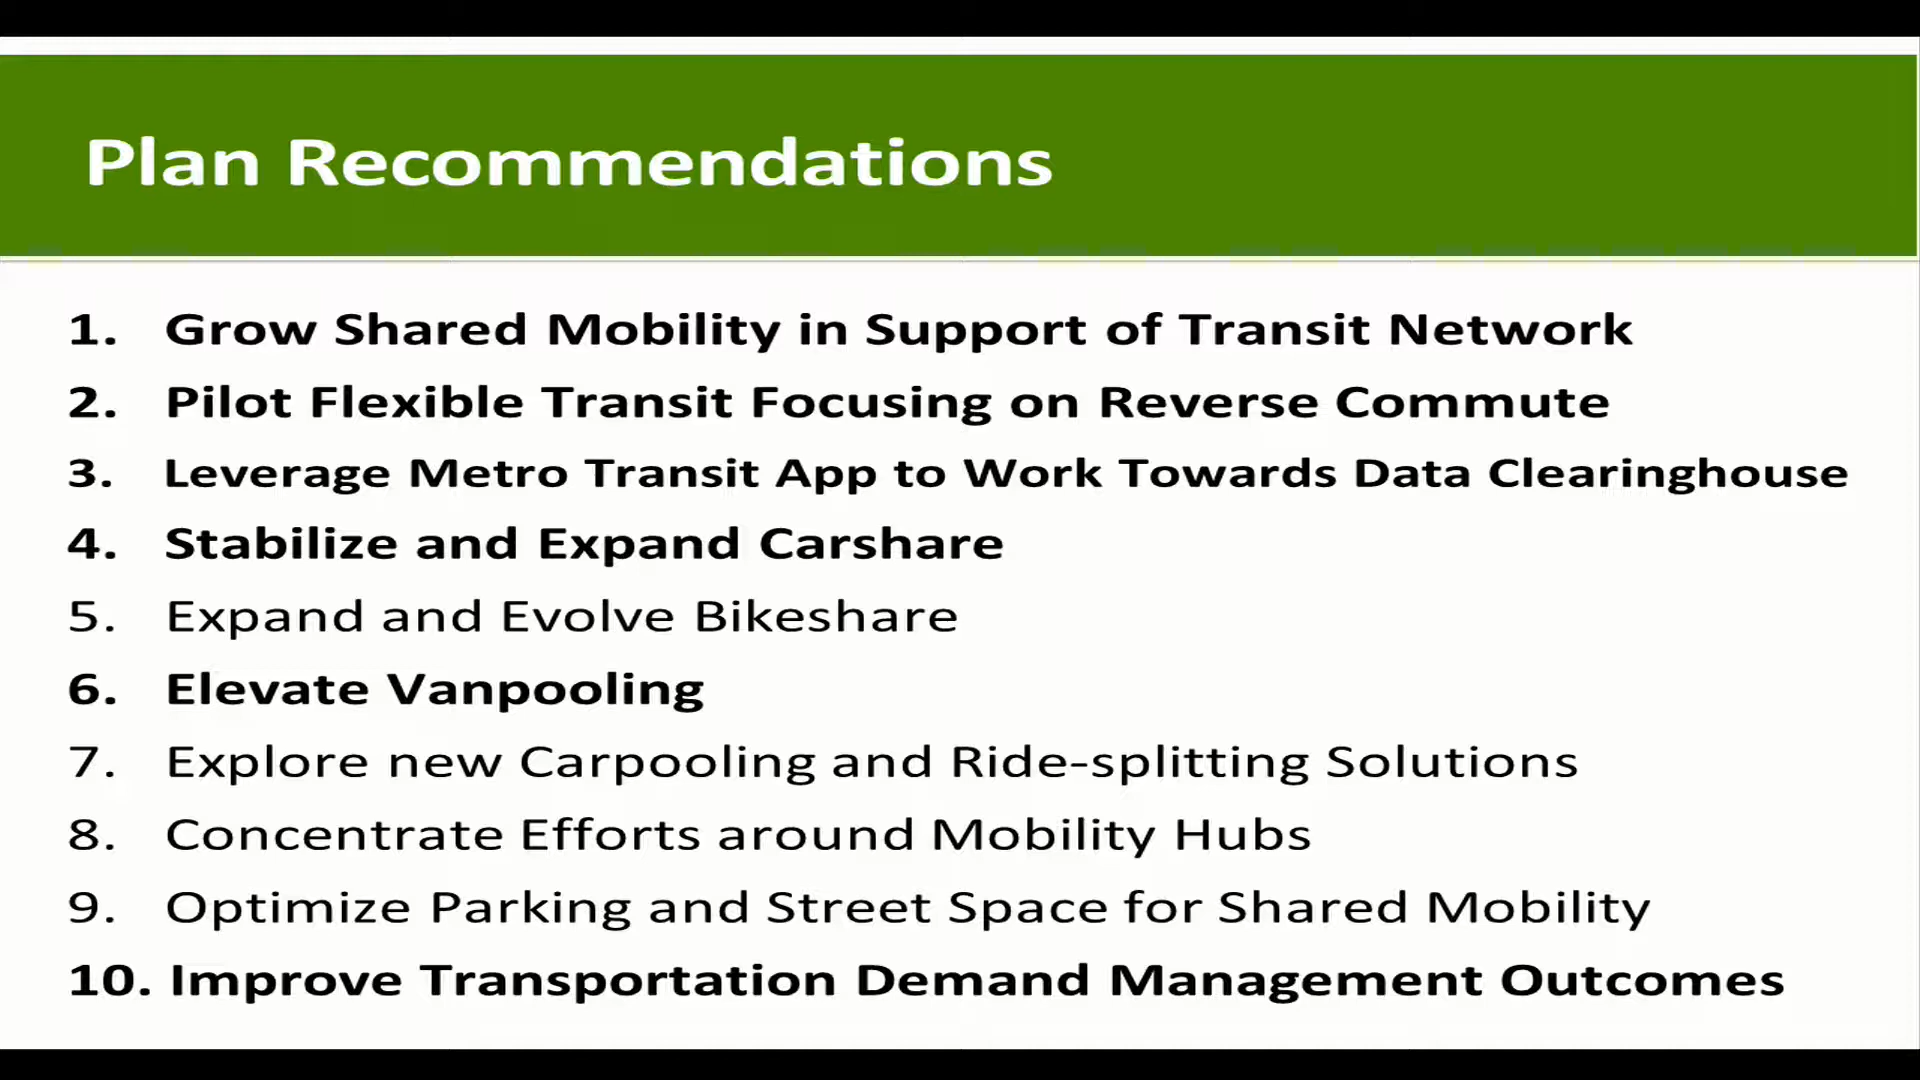 Plan Recommendations
1. Grow Shared Mobility in Support of Transit Network
2. Pilot Flexible Transit Focusing on Reverse Commute
3. Leverage Metro Transit App to Work Towards Data Clearinghouse
4. Stabilize and Expand Carshare
5. Expand and Evolve Bikeshare
6. Elevate Vanpooling
7. Explore new Carpooling and Ride-splitting Solutions
8. Concentrate Efforts around Mobility Hubs
9. Optimize Parking and Street Space for Shared Mobility
10. Improve Transportation Demand Management Outcomes